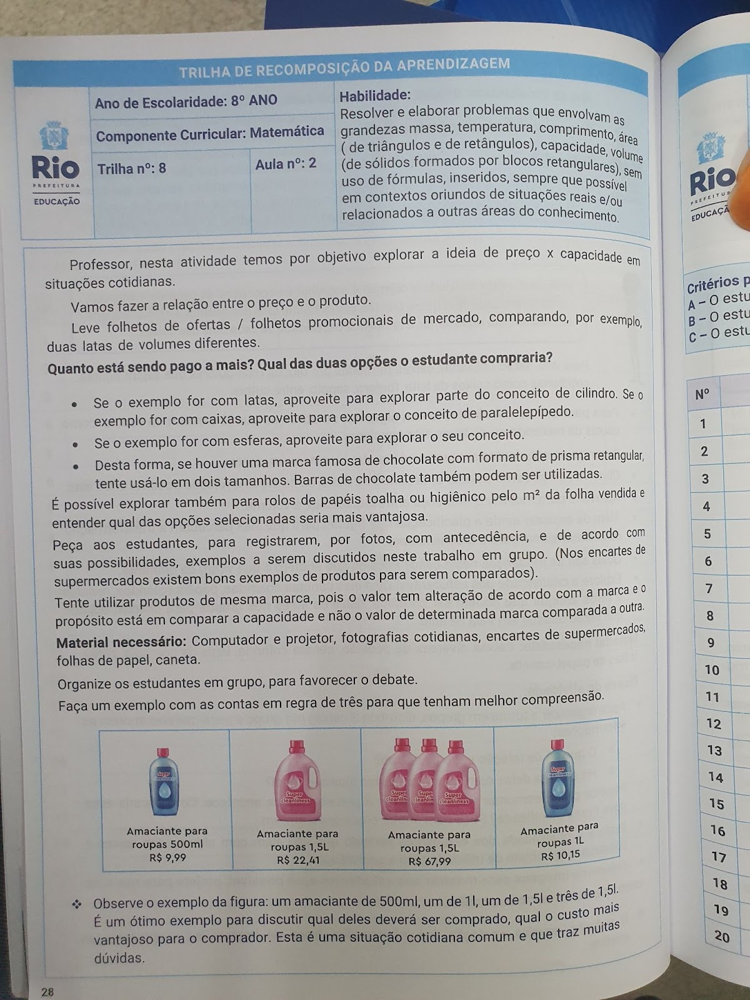 TRILHA DE RECOMPOSIÇÃO DA APRENDIZAGEM
Rio
PREFEITURA
EDUCAÇÃO
Ano de Escolaridade: 8º ANO
Componente Curricular: Matemática
Trilha nº: 8
Aula nº: 2
Habilidade:
Resolver e elaborar problemas que envolvam as
grandezas massa, temperatura, comprimento, área
( de triângulos e de retângulos), capacidade, volume
(de sólidos formados por blocos retangulares), sem
uso de fórmulas, inseridos, sempre que possível
em contextos oriundos de situações reais e/ou
relacionados a outras áreas do conhecimento.
Professor, nesta atividade temos por objetivo explorar a ideia de preço x capacidade em
situações cotidianas.
Vamos fazer a relação entre o preço e o produto.
Leve folhetos de ofertas / folhetos promocionais de mercado, comparando, por exemplo,
duas latas de volumes diferentes.
Quanto está sendo pago a mais? Qual das duas opções o estudante compraria?
• Se o exemplo for com latas, aproveite para explorar parte do conceito de cilindro. Se o
exemplo for com caixas, aproveite para explorar o conceito de paralelepípedo.
• Se o exemplo for com esferas, aproveite para explorar o seu conceito.
• Desta forma, se houver uma marca famosa de chocolate com formato de prisma retangular,
tente usá-lo em dois tamanhos. Barras de chocolate também podem ser utilizadas.
É possível explorar também para rolos de papéis toalha ou higiênico pelo m² da folha vendida e
entender qual das opções selecionadas seria mais vantajosa.
Peça aos estudantes, para registrarem, por fotos, com antecedência, e de acordo com
suas possibilidades, exemplos a serem discutidos neste trabalho em grupo. (Nos encartes de
supermercados existem bons exemplos de produtos para serem comparados).
Tente utilizar produtos de mesma marca, pois o valor tem alteração de acordo com a marca e o
propósito está em comparar a capacidade e não o valor de determinada marca comparada a outra.
Material necessário: Computador e projetor, fotografias cotidianas, encartes de supermercados,
folhas de papel, caneta.
Organize os estudantes em grupo, para favorecer o debate.
Faça um exemplo com as contas em regra de três para que tenham melhor compreensão.
Super
cleanliness
Amaciante para
roupas 500ml
R$ 9,99
Super
cleanliness
Amaciante para
roupas 1,5L
R$ 22,41
Super
cleanlin
Supe
cleanlin
Super
cleanliness
Amaciante para
roupas 1,5L
R$ 67,99
Super
cleanliness
Amaciante para
roupas 1L
R$ 10,15
❖ Observe o exemplo da figura: um amaciante de 500ml, um de 1l, um de 1,5l e três de 1,5l.
É um ótimo exemplo para discutir qual deles deverá ser comprado, qual o custo mais
vantajoso para o comprador. Esta é uma situação cotidiana comum e que traz muitas
dúvidas.
28
Rio
PREFEITUR
EDUCAÇÃ
Critérios p
A – O estu
B – O estu
C – O estu
Nº
1
2
3
4
5
6
7
8
9
10
11
12
13
14
15
16
17
18
19
20